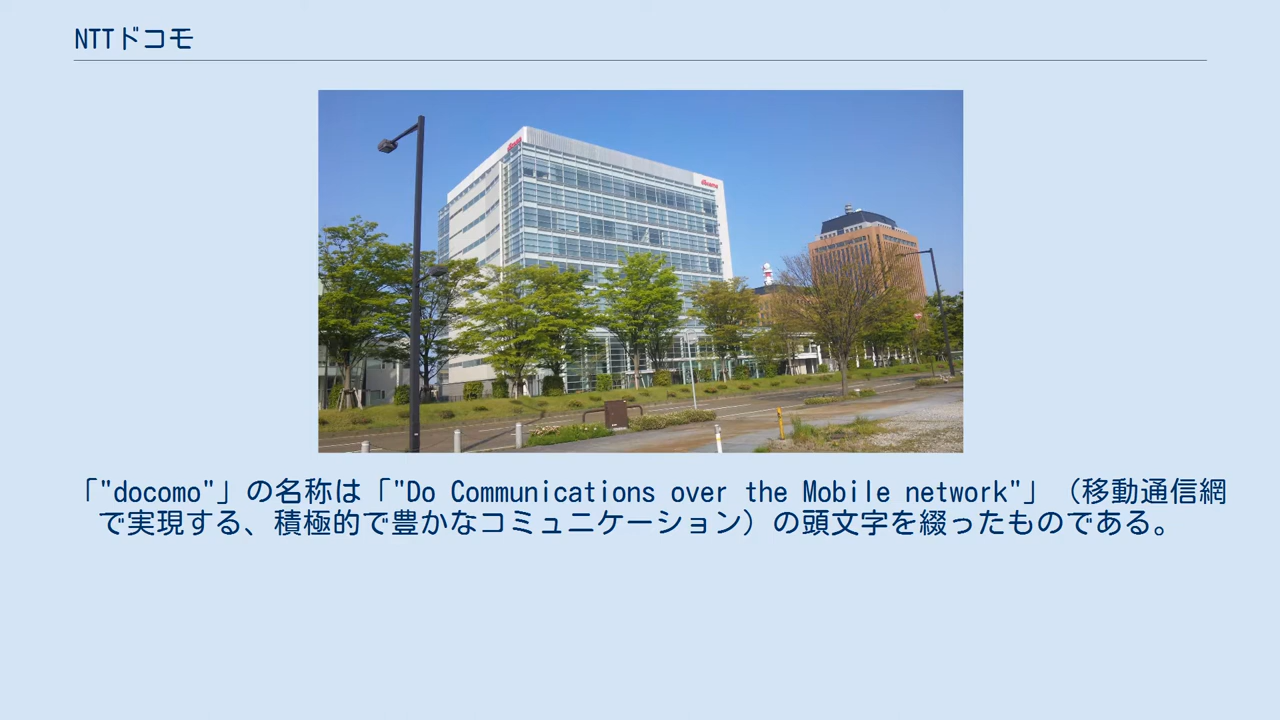 NTTドコモ
docomo
docomo
「"docomo"」の名称は「"Do Communications over the Mobile network"」（移動通信網
で実現する、積極的で豊かなコミュニケーション）の頭文字を綴ったものである。